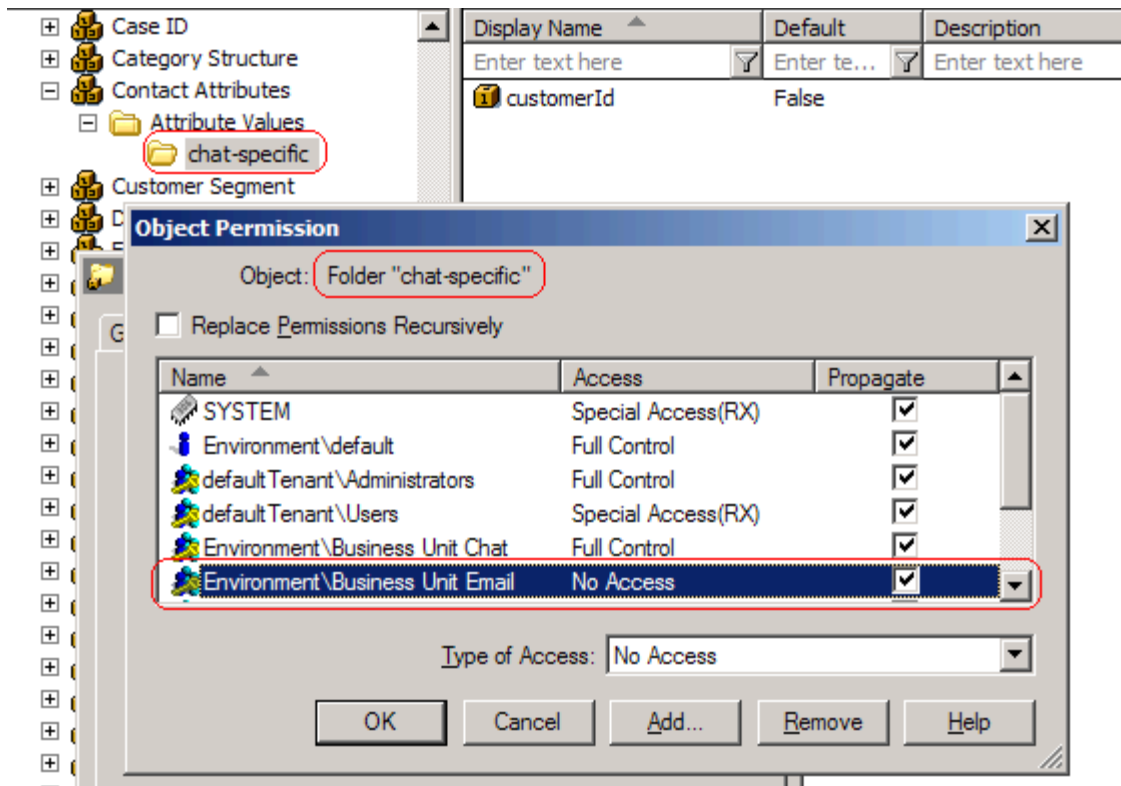 Case ID
Category Structure
Contact Attributes
Attribute Values
chat-specific
Customer Segment
D
Display Name Default Description
Enter text here Enter te... Enter text here
customerId False
Object Permission
Object: Folder "chat-specific"
Replace Permissions Recursively
G
Name Access Propagate
SYSTEM Special Access(RX)
Environment\default Full Control
defaultTenant\Administrators Full Control
defaultTenant\Users Special Access(RX)
Environment\Business Unit Chat Full Control
Environment\Business Unit Email No Access
Type of Access: No Access
OK Cancel Add... Remove Help